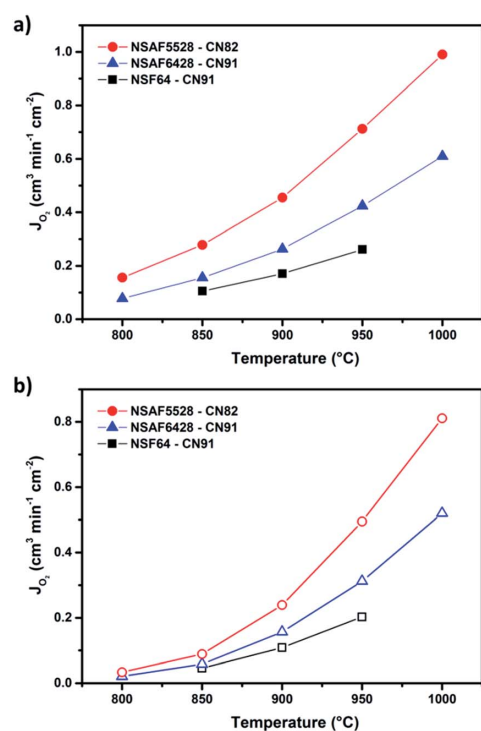 a)
NSAF5528 - CN82
NSAF6428 - CN91
NSF64 - CN91
J_O₂ (cm³ min⁻¹ cm⁻²)
1.0
0.8
0.6
0.4
0.2
0.0
800 850 900 950 1000
Temperature (°C)
b)
NSAF5528 - CN82
NSAF6428 - CN91
NSF64 - CN91
J_O₂ (cm³ min⁻¹ cm⁻²)
0.8
0.6
0.4
0.2
0.0
800 850 900 950 1000
Temperature (°C)